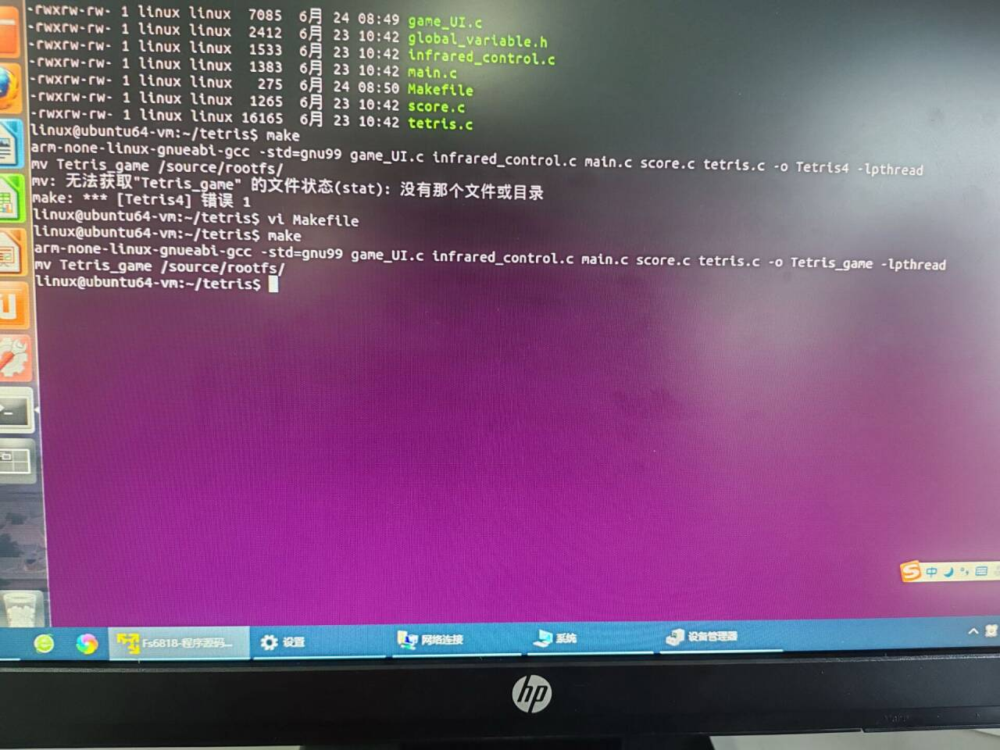 -rwxrw-rw- 1 linux linux  7085  6月 24 08:49 game_UI.c
-rwxrw-rw- 1 linux linux  2412  6月 23 10:42 global_variable.h
-rwxrw-rw- 1 linux linux  1533  6月 23 10:42 infrared_control.c
-rwxrw-rw- 1 linux linux  1383  6月 23 10:42 main.c
-rwxrw-rw- 1 linux linux   275  6月 24 08:50 Makefile
-rwxrw-rw- 1 linux linux  1265  6月 23 10:42 score.c
-rwxrw-rw- 1 linux linux 16165  6月 23 10:42 tetris.c
linux@ubuntu64-vm:~/tetris$ make
arm-none-linux-gnueabi-gcc -std=gnu99 game_UI.c infrared_control.c main.c score.c tetris.c -o Tetris4 -lpthread
mv Tetris_game /source/rootfs/
mv: 无法获取"Tetris_game" 的文件状态(stat): 没有那个文件或目录
make: *** [Tetris4] 错误 1
linux@ubuntu64-vm:~/tetris$ vi Makefile
linux@ubuntu64-vm:~/tetris$ make
arm-none-linux-gnueabi-gcc -std=gnu99 game_UI.c infrared_control.c main.c score.c tetris.c -o Tetris_game -lpthread
mv Tetris_game /source/rootfs/
linux@ubuntu64-vm:~/tetris$
S 中
Fs6818-程序源码... 设置 网络连接 系统 设备管理器
hp